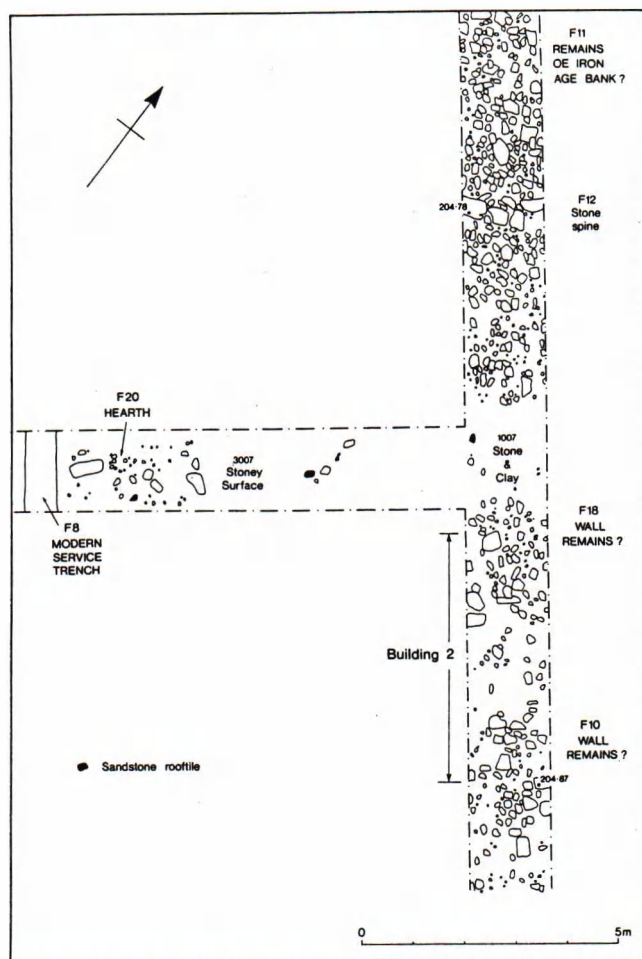 F11
REMAINS
OE IRON
AGE BANK ?
204·78
F12
Stone
spine
F20
HEARTH
3007
Stoney
Surface
1007
Stone
&
Clay
F8
MODERN
SERVICE
TRENCH
F18
WALL
REMAINS ?
Building 2
F10
WALL
REMAINS ?
204·87
Sandstone rooftile
0
5m